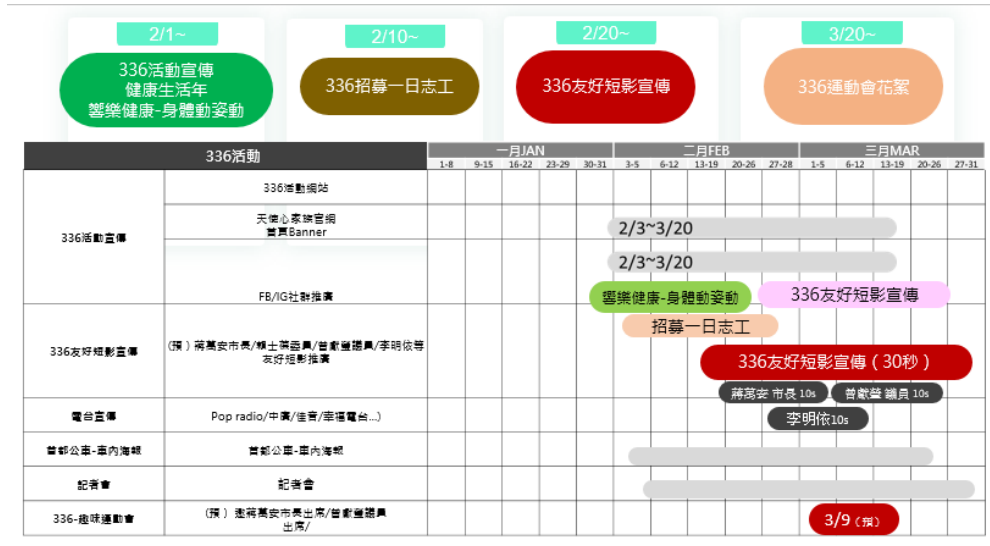 2/1~
2/10~
2/20~
3/20~
336活動宣傳
健康生活年
響樂健康-身體動姿動
336招募一日志工
336友好短影宣傳
336運動會花絮
336活動
一月JAN
二月FEB
三月MAR
1-8 9-15 16-22 23-29 30-31 3-5 6-12 13-19 20-26 27-28 1-5 6-12 13-19 20-26 27-31
336活動宣傳
336活動網站
天使心家族官網
首頁Banner
2/3~3/20
2/3~3/20
FB/IG社群推廣
響樂健康-身體動姿動
336友好短影宣傳
招募一日志工
336友好短影宣傳
(預)蔣萬安市長/賴士葆委員/曾獻瑩議員/李明依等
友好短影推廣
336友好短影宣傳(30秒)
蔣萬安 市長 10s
曾獻瑩 議員 10s
電台宣傳
Pop radio/中廣/佳音/幸福電台...)
李明依10s
首都公車-車內海報
首都公車-車內海報
記者會
記者會
336-趣味運動會
(預) 邀蔣萬安市長出席/曾獻瑩議員
出席/
3/9 (預)